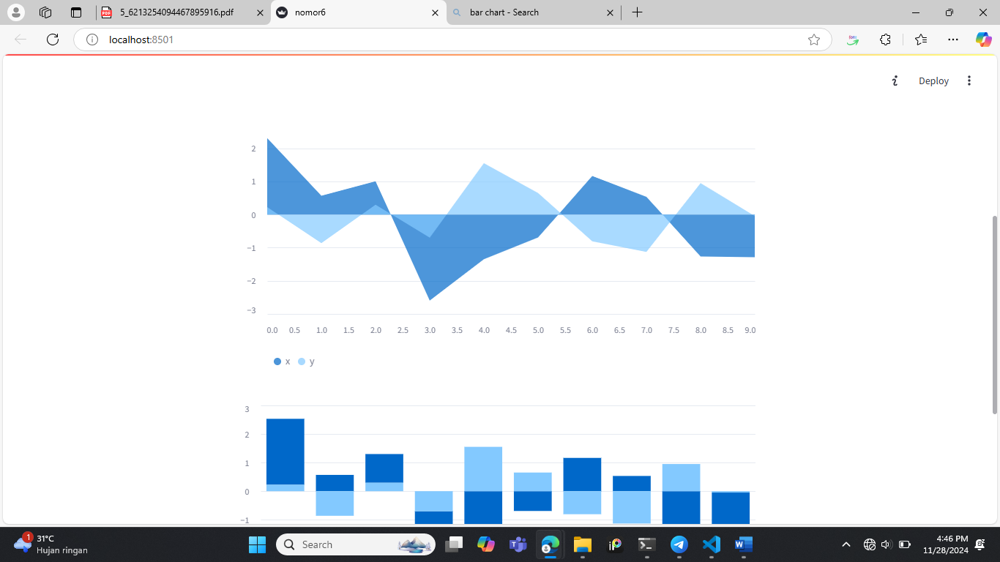 5_6213254094467895916.pdf
nomor6
bar chart - Search
localhost:8501
Deploy
2
1
0
−1
−2
−3
0.0 0.5 1.0 1.5 2.0 2.5 3.0 3.5 4.0 4.5 5.0 5.5 6.0 6.5 7.0 7.5 8.0 8.5 9.0
x y
3
2
1
0
−1
1
31°C
Hujan ringan
Search
4:46 PM
11/28/2024